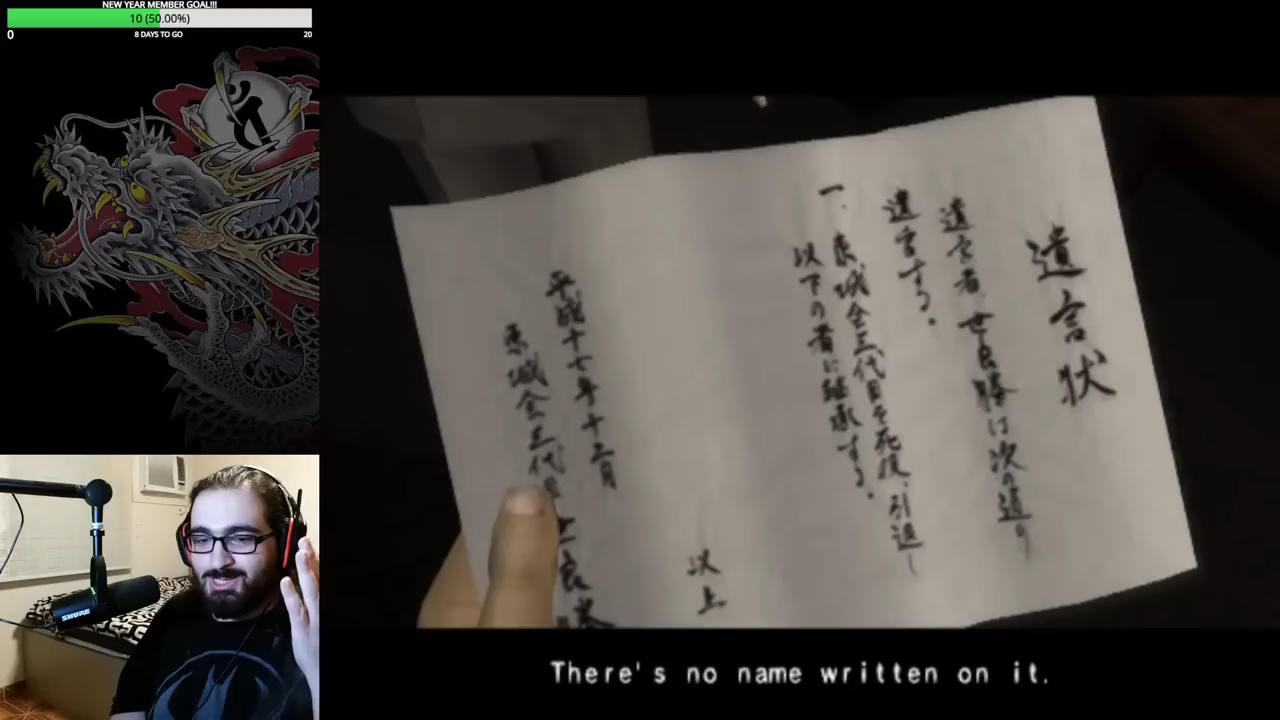 NEW YEAR MEMBER GOAL!!!
10 (50.00%)
0
8 DAYS TO GO
20
遺言状
遺言者 世良勝は次の通り
遺言する。
一、東城会三代目を死後、引退し
以下の者に継承する。
以上
平成十七年十二月
東城会三代目 世良
SHURE
There's no name written on it.